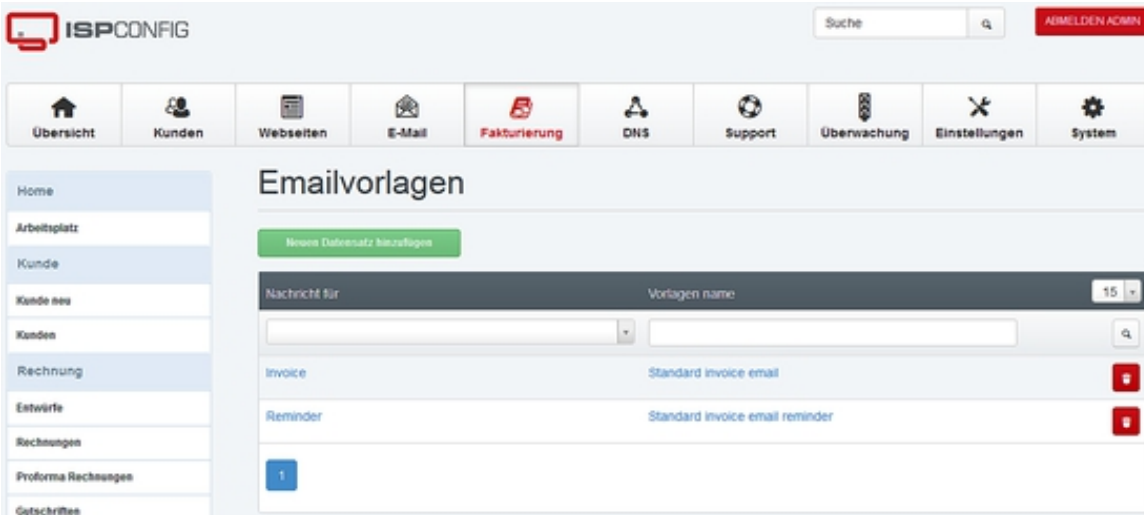 ISPCONFIG
Suche
ABMELDEN ADMIN
Übersicht
Kunden
Webseiten
E-Mail
Fakturierung
DNS
Support
Überwachung
Einstellungen
System
Home
Arbeitsplatz
Kunde
Kunde neu
Kunden
Rechnung
Entwürfe
Rechnungen
Proforma Rechnungen
Gutschriften
Emailvorlagen
Neuen Datensatz hinzufügen
Nachricht für Vorlagen name 15
Invoice Standard invoice email
Reminder Standard invoice email reminder
1